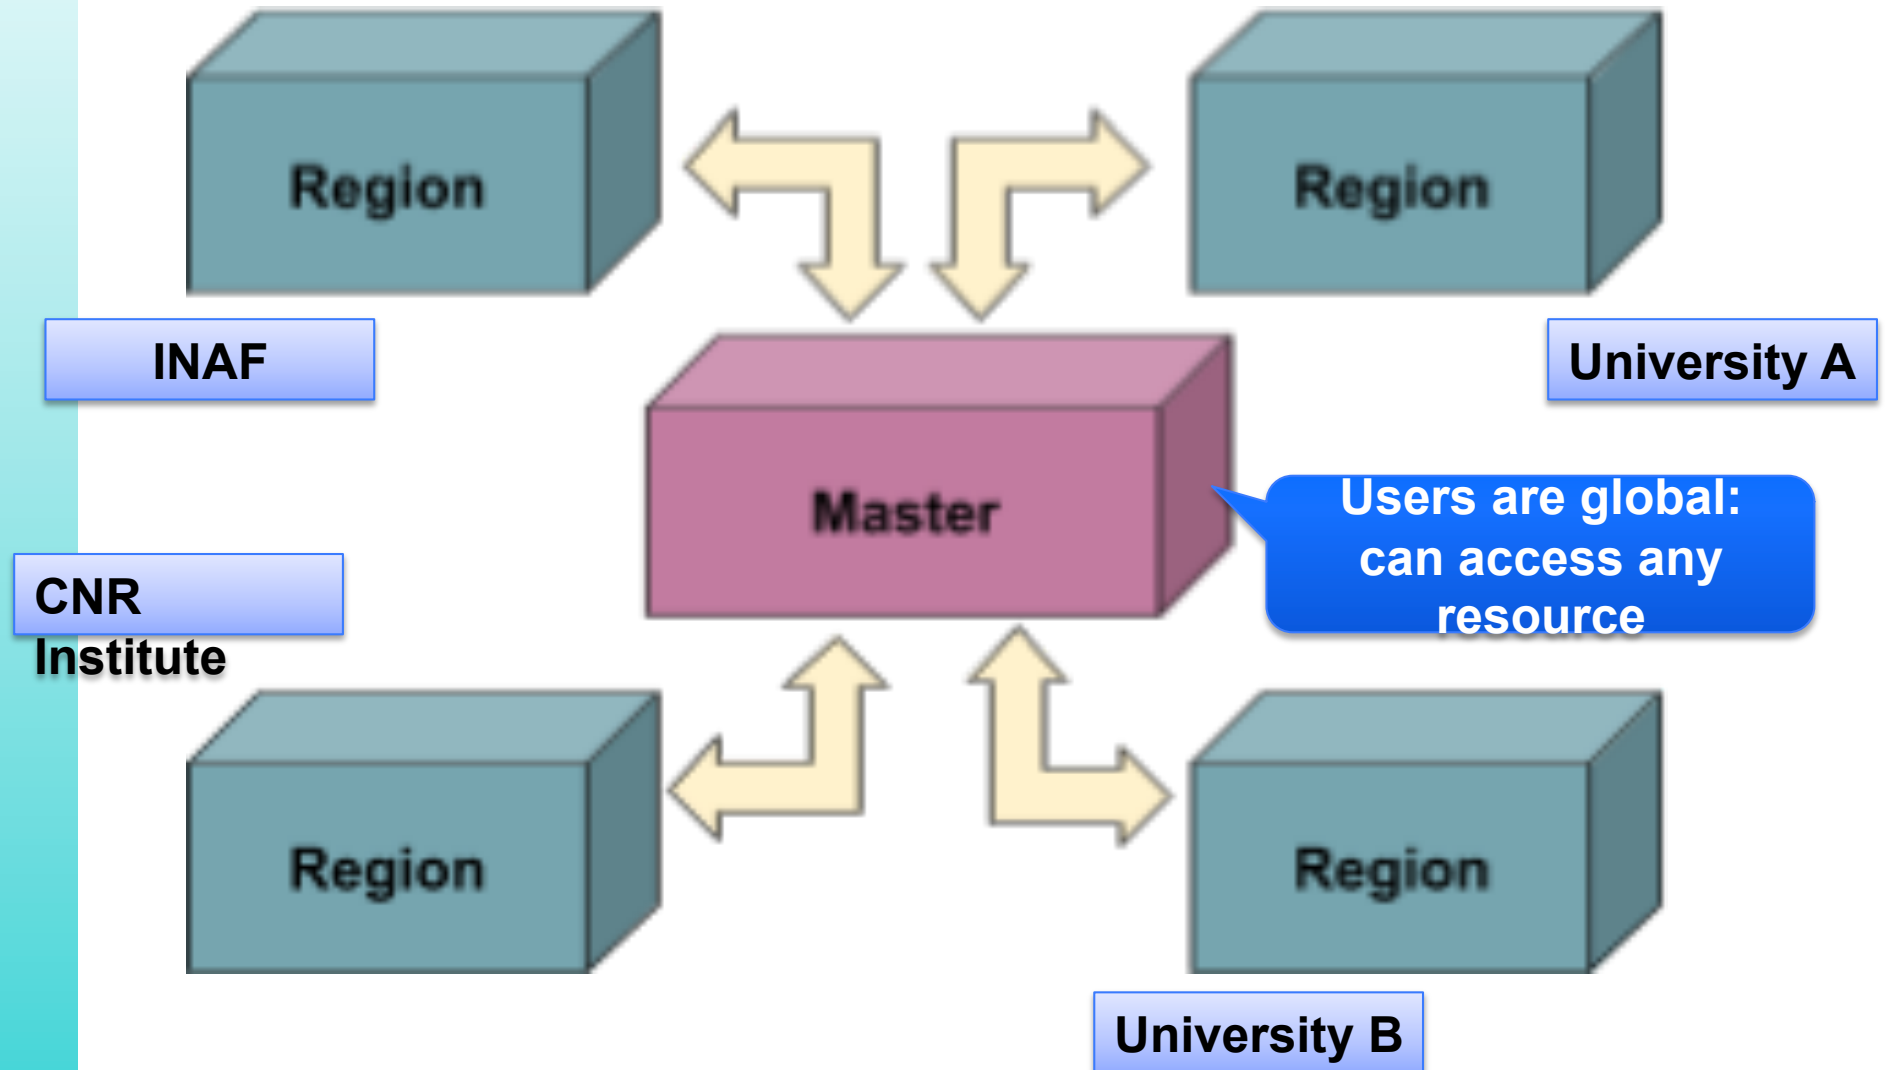 Region
Region
INAF
University A
Master
Users are global:
can access any
resource
CNR
Institute
Region
Region
University B